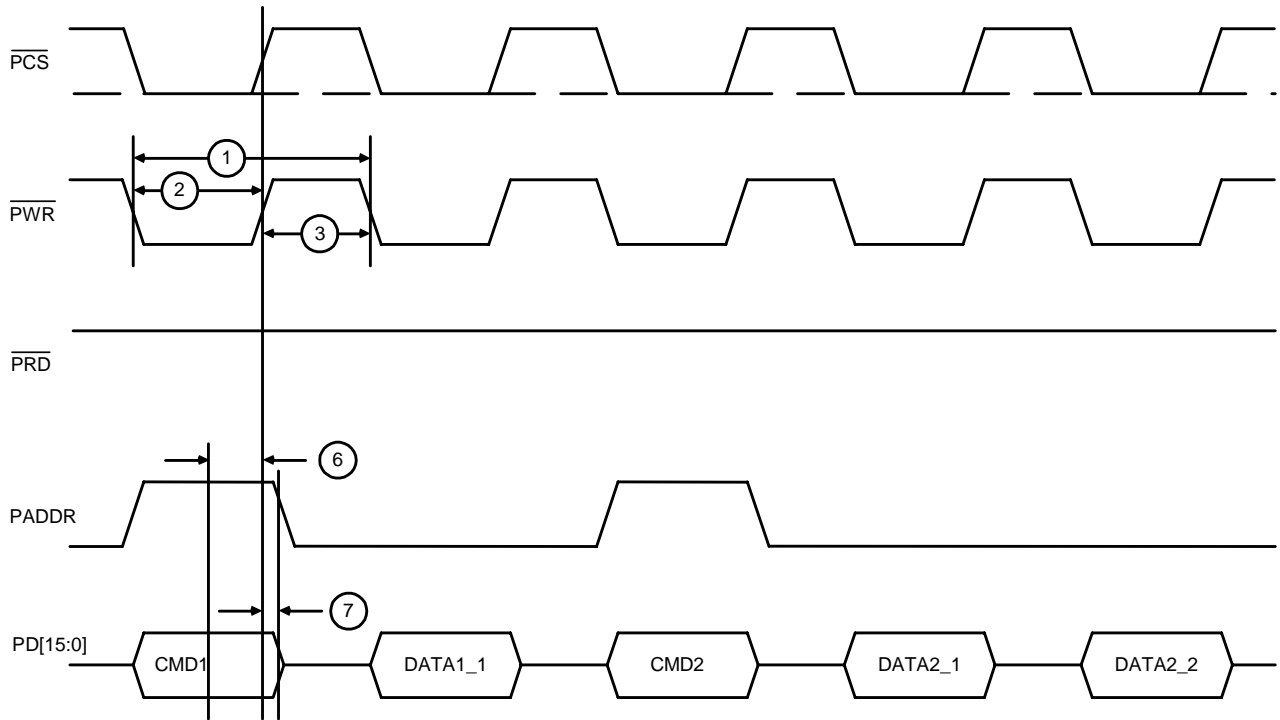 PCS
1
2
PWR
3
PRD
6
PADDR
7
PD[15:0]
CMD1 DATA1_1 CMD2 DATA2_1 DATA2_2